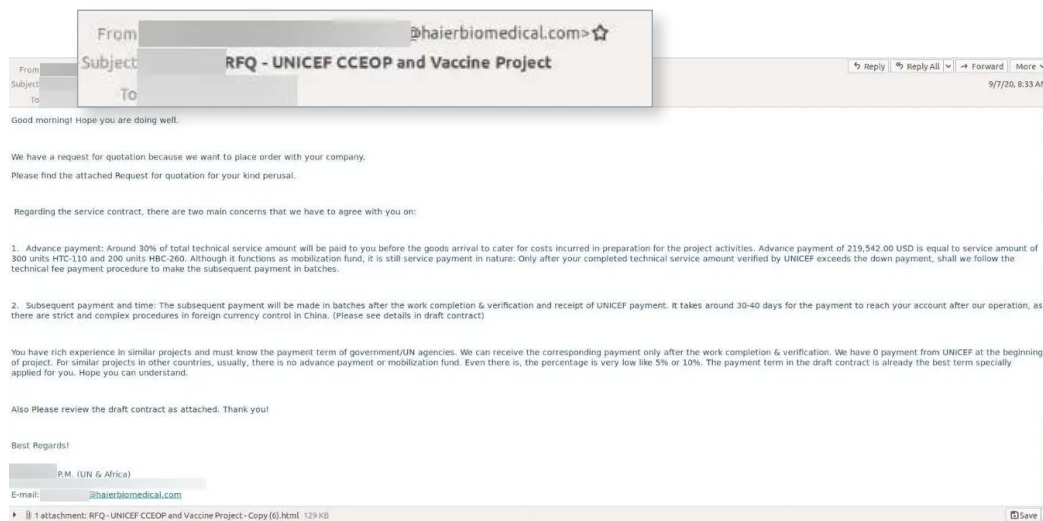 From @haierbiomedical.com>
Subject RFQ - UNICEF CCEOP and Vaccine Project
To
From
Subject
To
Reply Reply All Forward More
9/7/20, 8:33 AM
Good morning! Hope you are doing well.
We have a request for quotation because we want to place order with your company.
Please find the attached Request for quotation for your kind perusal.
Regarding the service contract, there are two main concerns that we have to agree with you on:
1. Advance payment: Around 30% of total technical service amount will be paid to you before the goods arrival to cater for costs incurred in preparation for the project activities. Advance payment of 219,542.00 USD is equal to service amount of
300 units HTC-110 and 200 units HBC-260. Although it functions as mobilization fund, it is still service payment in nature: Only after your completed technical service amount verified by UNICEF exceeds the down payment, shall we follow the
technical fee payment procedure to make the subsequent payment in batches.
2. Subsequent payment and time: The subsequent payment will be made in batches after the work completion & verification and receipt of UNICEF payment. It takes around 30-40 days for the payment to reach your account after our operation, as
there are strict and complex procedures in foreign currency control in China. (Please see details in draft contract)
You have rich experience in similar projects and must know the payment term of government/UN agencies. We can receive the corresponding payment only after the work completion & verification. We have 0 payment from UNICEF at the beginning
of project. For similar projects in other countries, usually, there is no advance payment or mobilization fund. Even there is, the percentage is very low like 5% or 10%. The payment term in the draft contract is already the best term specially
applied for you. Hope you can understand.
Also Please review the draft contract as attached. Thank you!
Best Regards!
P.M. (UN & Africa)
E-mail: @haierbiomedical.com
1 attachment: RFQ - UNICEF CCEOP and Vaccine Project - Copy (6).html 129 KB
Save